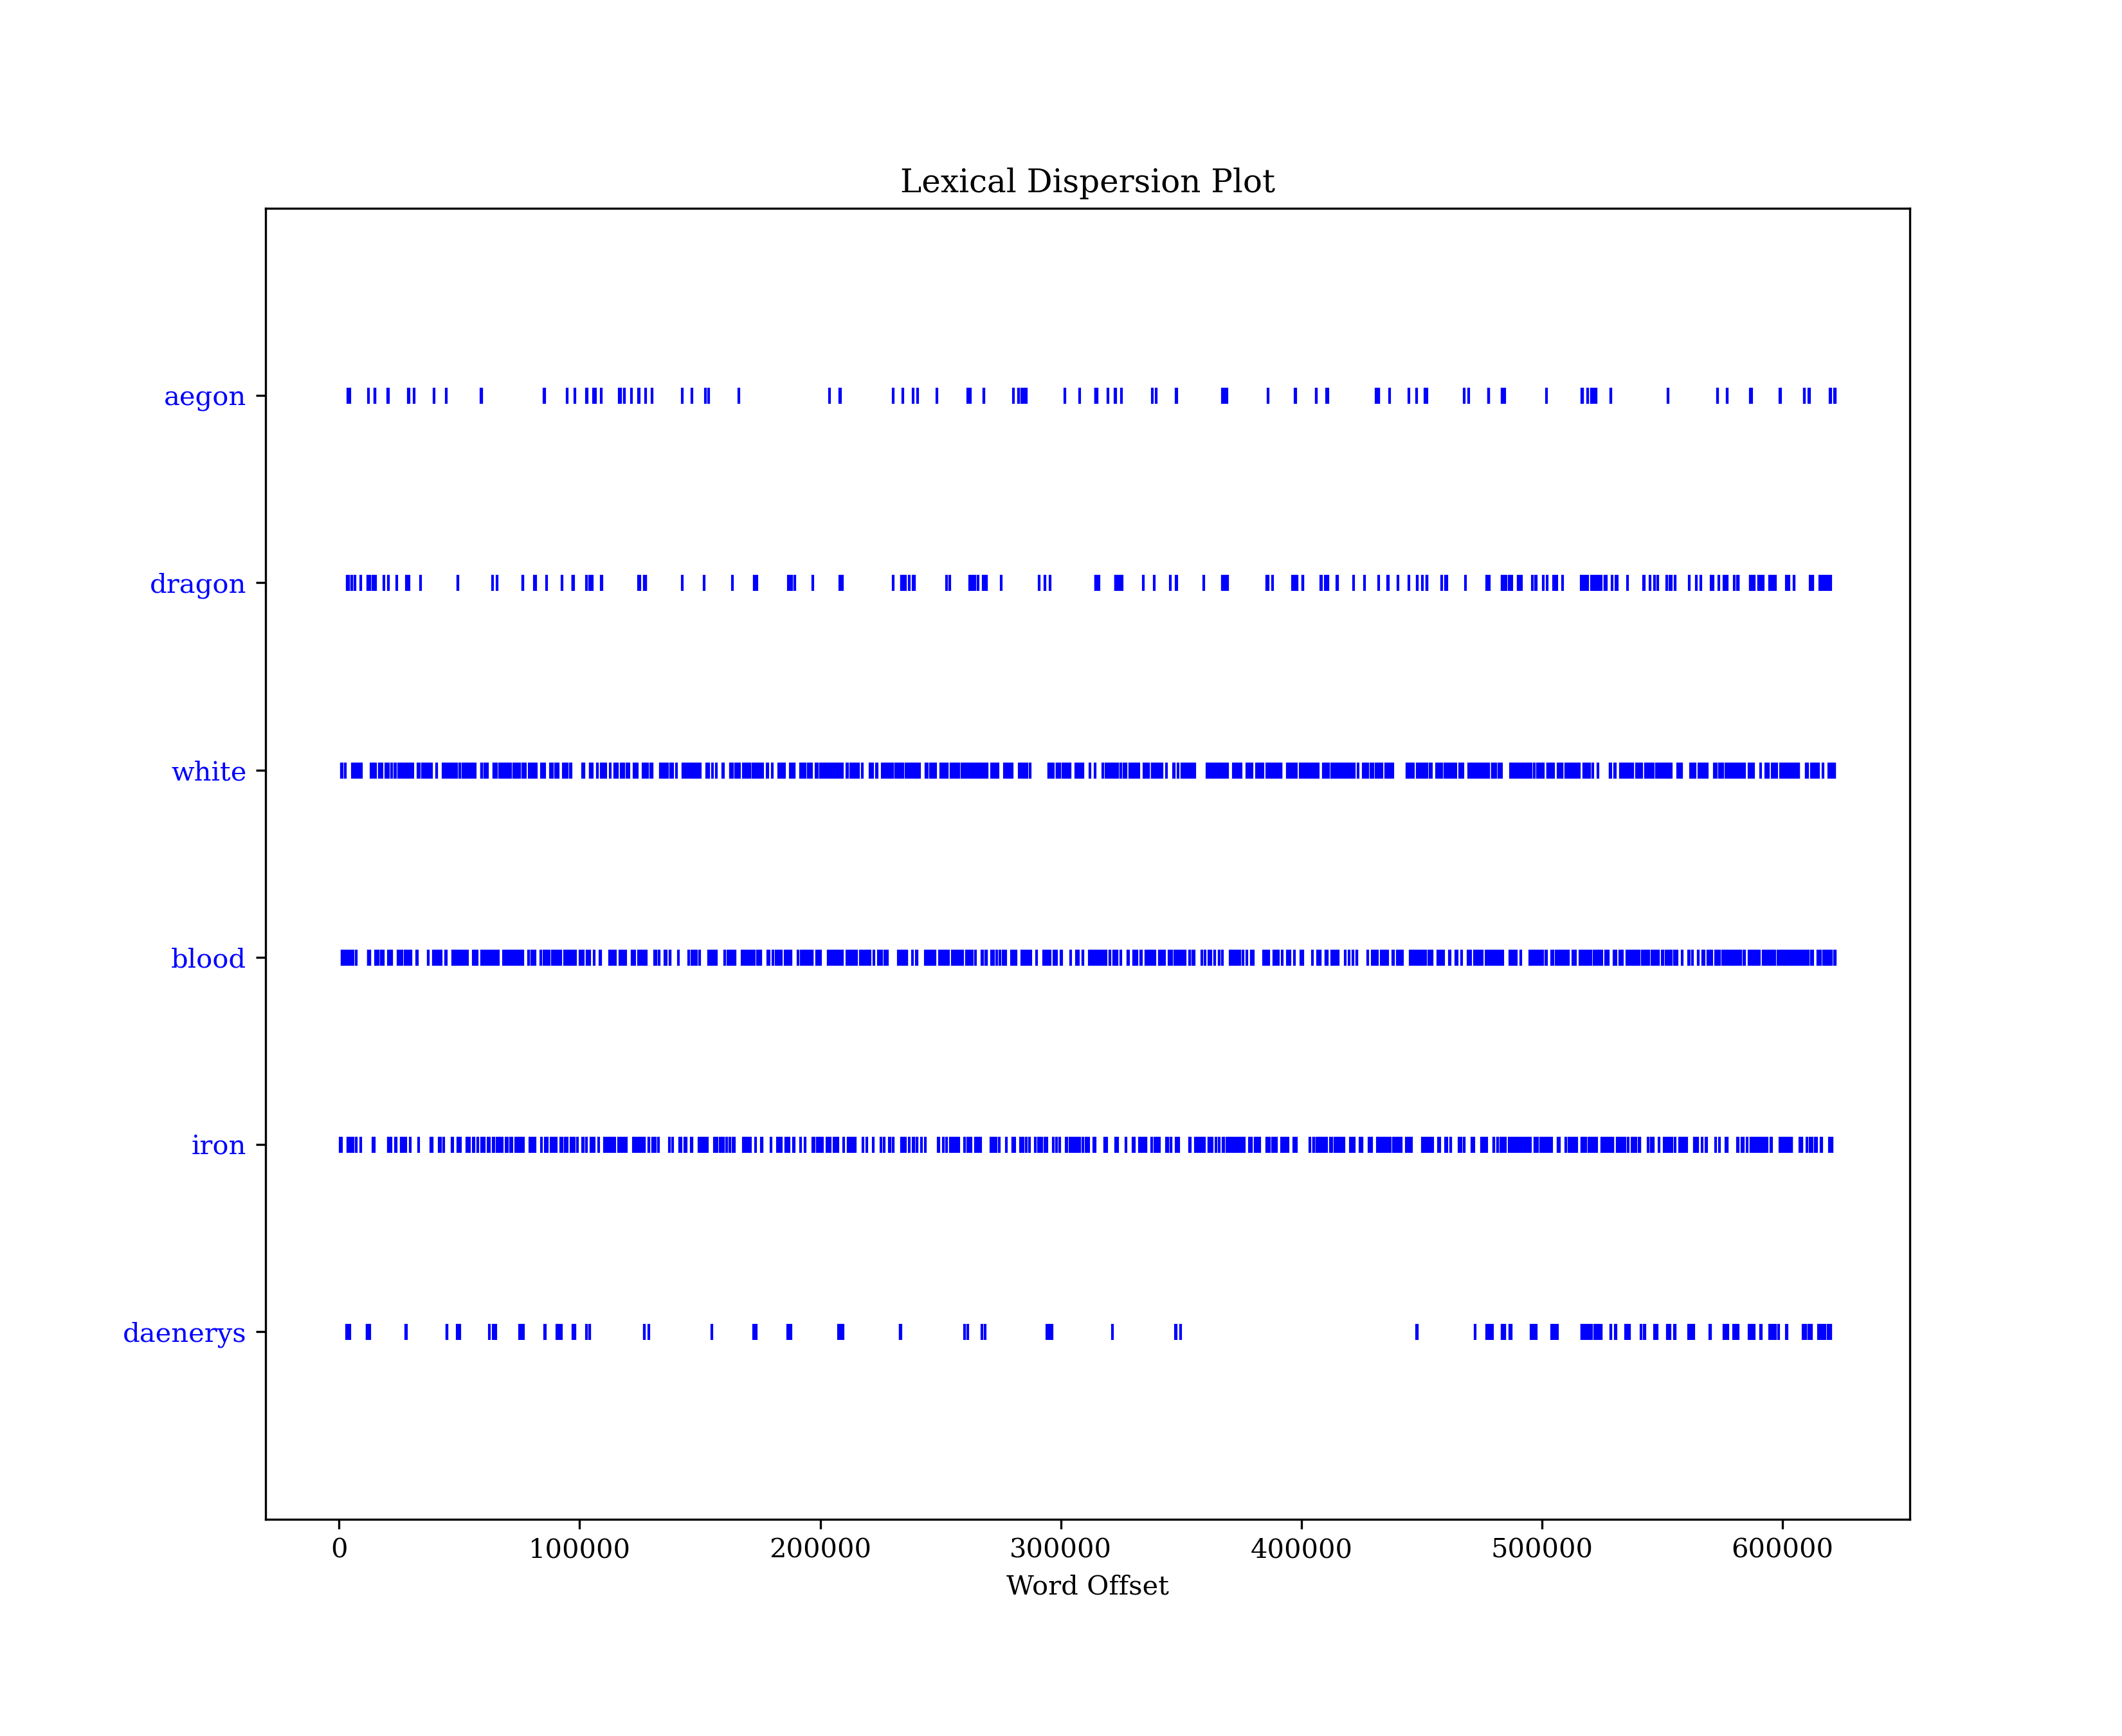 Lexical Dispersion Plot
aegon
dragon
white
blood
iron
daenerys
0 100000 200000 300000 400000 500000 600000
Word Offset